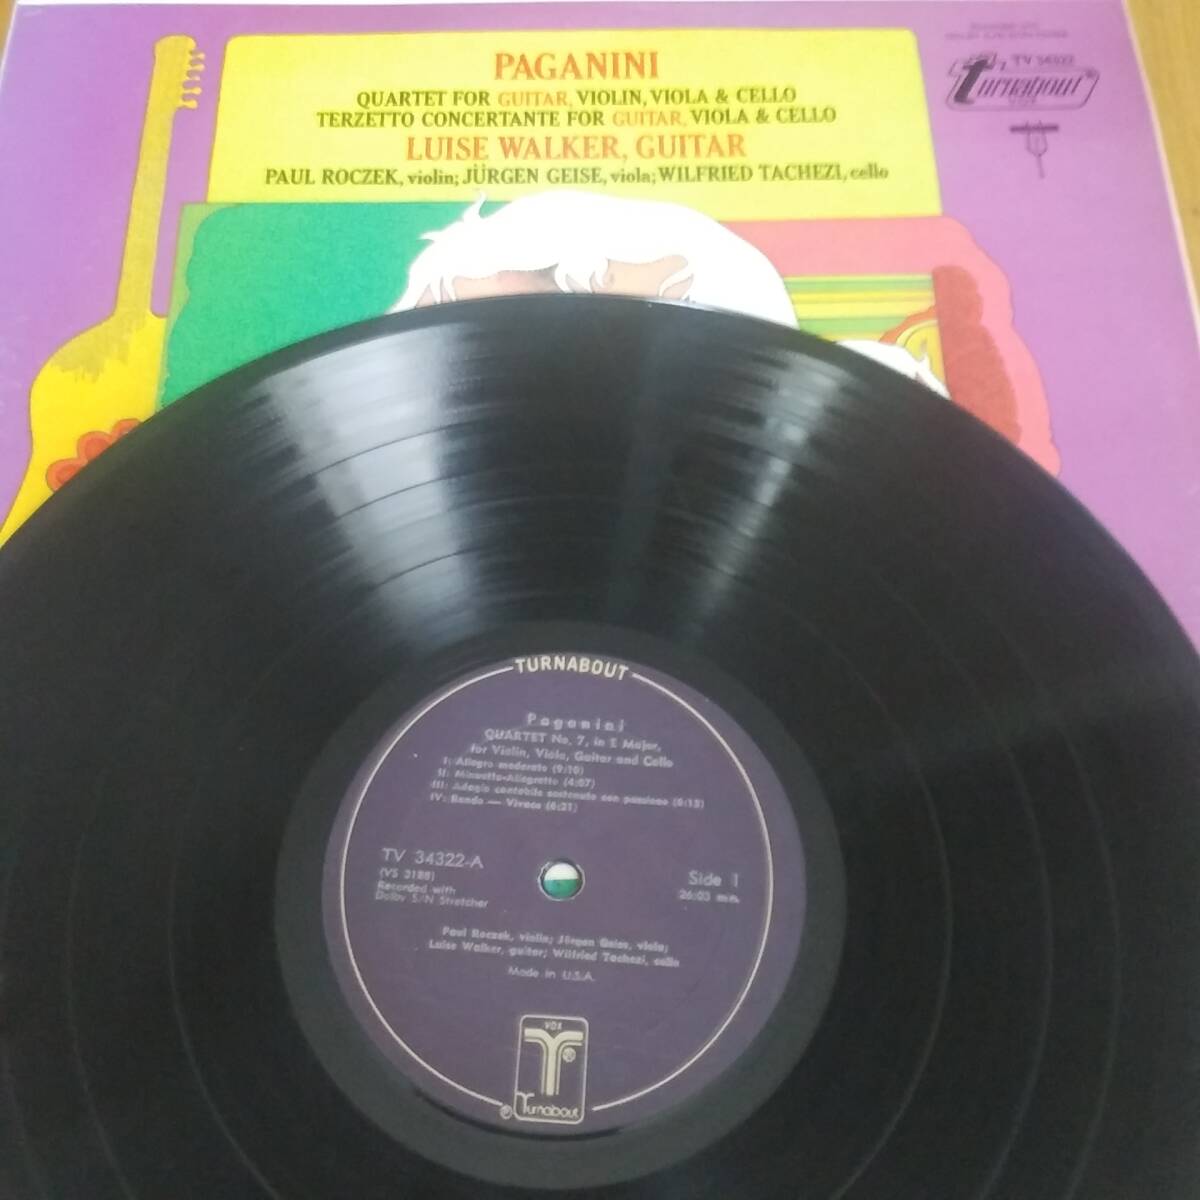 PAGANINI
QUARTET FOR GUITAR, VIOLIN, VIOLA & CELLO
TERZETTO CONCERTANTE FOR GUITAR, VIOLA & CELLO
LUISE WALKER, GUITAR
PAUL ROCZEK, violin; JÜRGEN GEISE, viola; WILFRIED TACHEZI, cello
TV 34322
Turnabout
VOX
TURNABOUT
Paganini
QUARTET No. 7, in E Major,
for Violin, Viola, Guitar and Cello
I: Allegro moderato (9:10)
II: Minuetto-Allegretto (4:07)
III: Adagio cantabile sostenuto con passione (6:13)
IV: Rondo — Vivace (6:21)
TV 34322-A
(VS 3188)
Recorded with
Dolby S/N Stretcher
Side 1
26:03 min.
Paul Roczek, violin; Jürgen Geise, viola;
Luise Walker, guitar; Wilfried Tachezi, cello
Made in U.S.A.
VOX
Turnabout